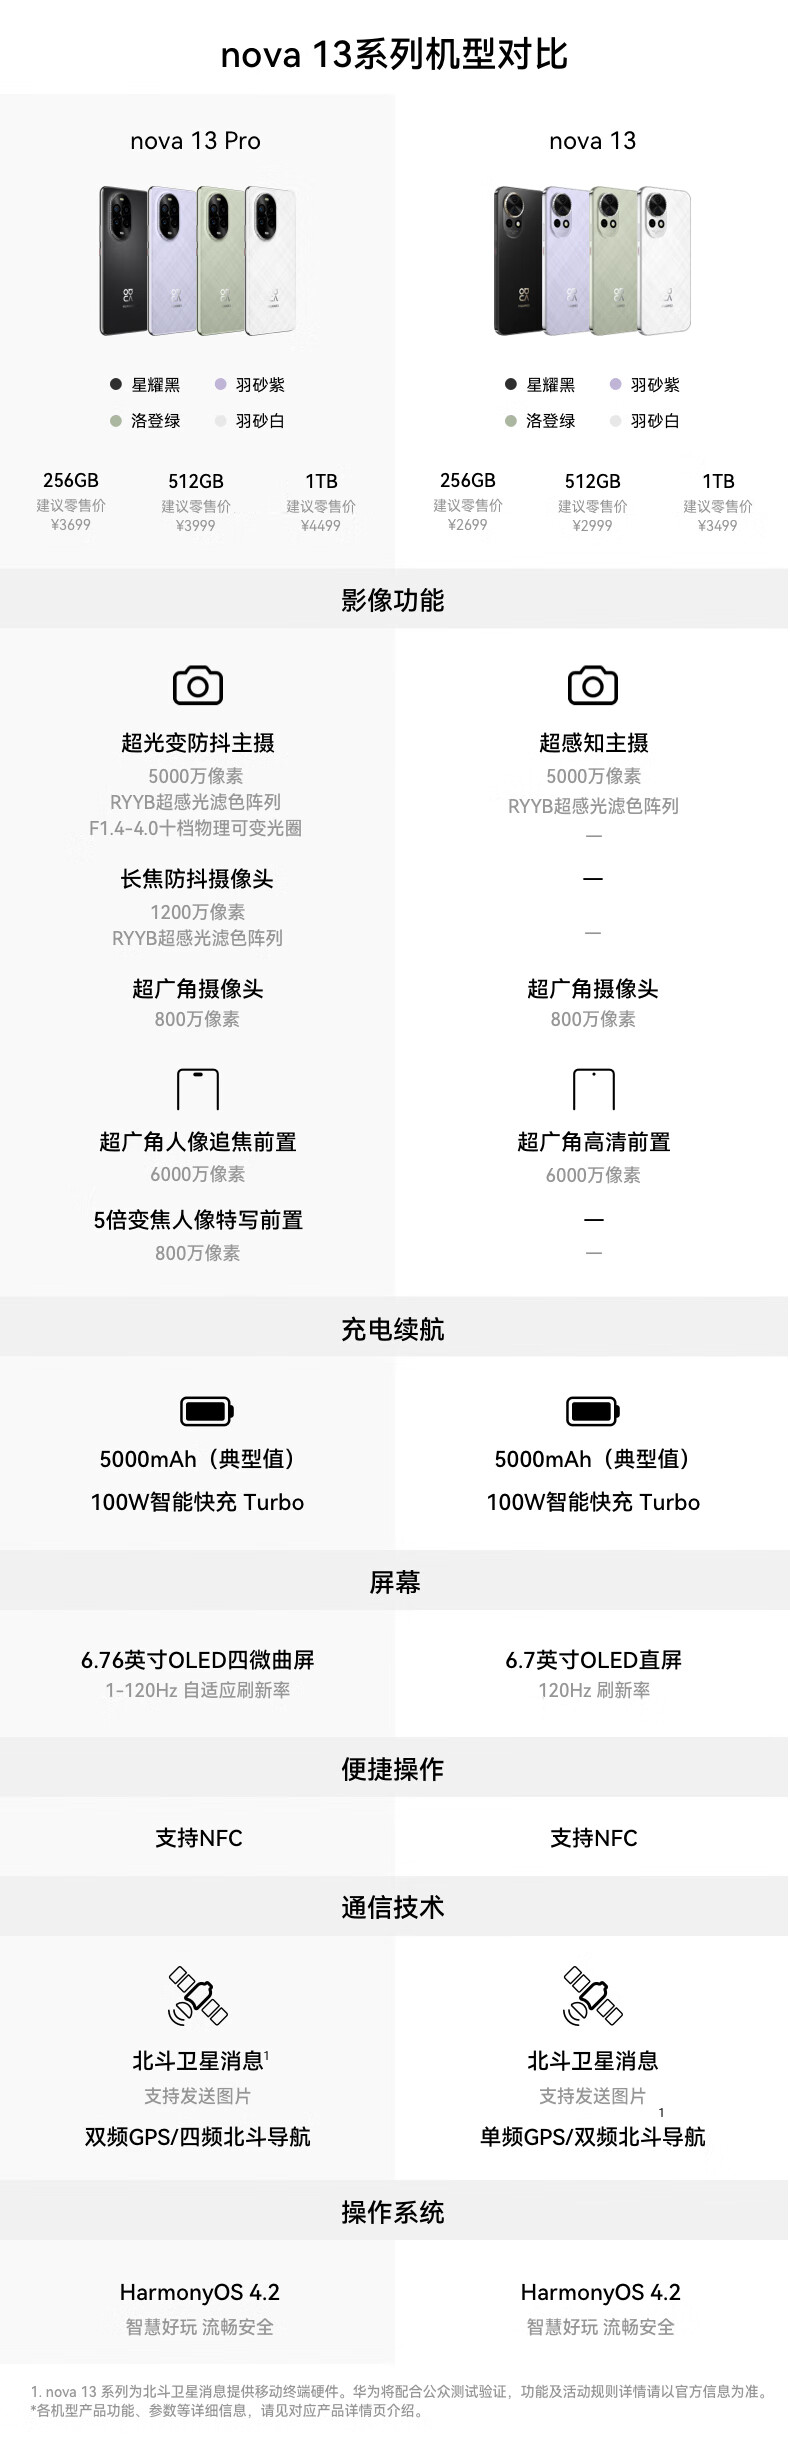 nova 13系列机型对比
nova 13 Pro
nova 13
星耀黑
羽砂紫
星耀黑
羽砂紫
洛登绿
羽砂白
洛登绿
羽砂白
256GB
512GB
1TB
256GB
512GB
1TB
建议零售价
建议零售价
建议零售价
建议零售价
建议零售价
建议零售价
¥3699
¥3999
¥4499
¥2699
¥2999
¥3499
影像功能
超光变防抖主摄
超感知主摄
5000万像素
5000万像素
RYYB超感光滤色阵列
RYYB超感光滤色阵列
F1.4-4.0十档物理可变光圈
—
长焦防抖摄像头
—
1200万像素
RYYB超感光滤色阵列
—
超广角摄像头
超广角摄像头
800万像素
800万像素
超广角人像追焦前置
超广角高清前置
6000万像素
6000万像素
5倍变焦人像特写前置
—
800万像素
—
充电续航
5000mAh（典型值）
5000mAh（典型值）
100W智能快充 Turbo
100W智能快充 Turbo
屏幕
6.76英寸OLED四微曲屏
6.7英寸OLED直屏
1-120Hz 自适应刷新率
120Hz 刷新率
便捷操作
支持NFC
支持NFC
通信技术
北斗卫星消息1
北斗卫星消息
支持发送图片
支持发送图片
1
双频GPS/四频北斗导航
单频GPS/双频北斗导航
操作系统
HarmonyOS 4.2
HarmonyOS 4.2
智慧好玩 流畅安全
智慧好玩 流畅安全
1. nova 13 系列为北斗卫星消息提供移动终端硬件。华为将配合公众测试验证，功能及活动规则详情请以官方信息为准。
*各机型产品功能、参数等详细信息，请见对应产品详情页介绍。